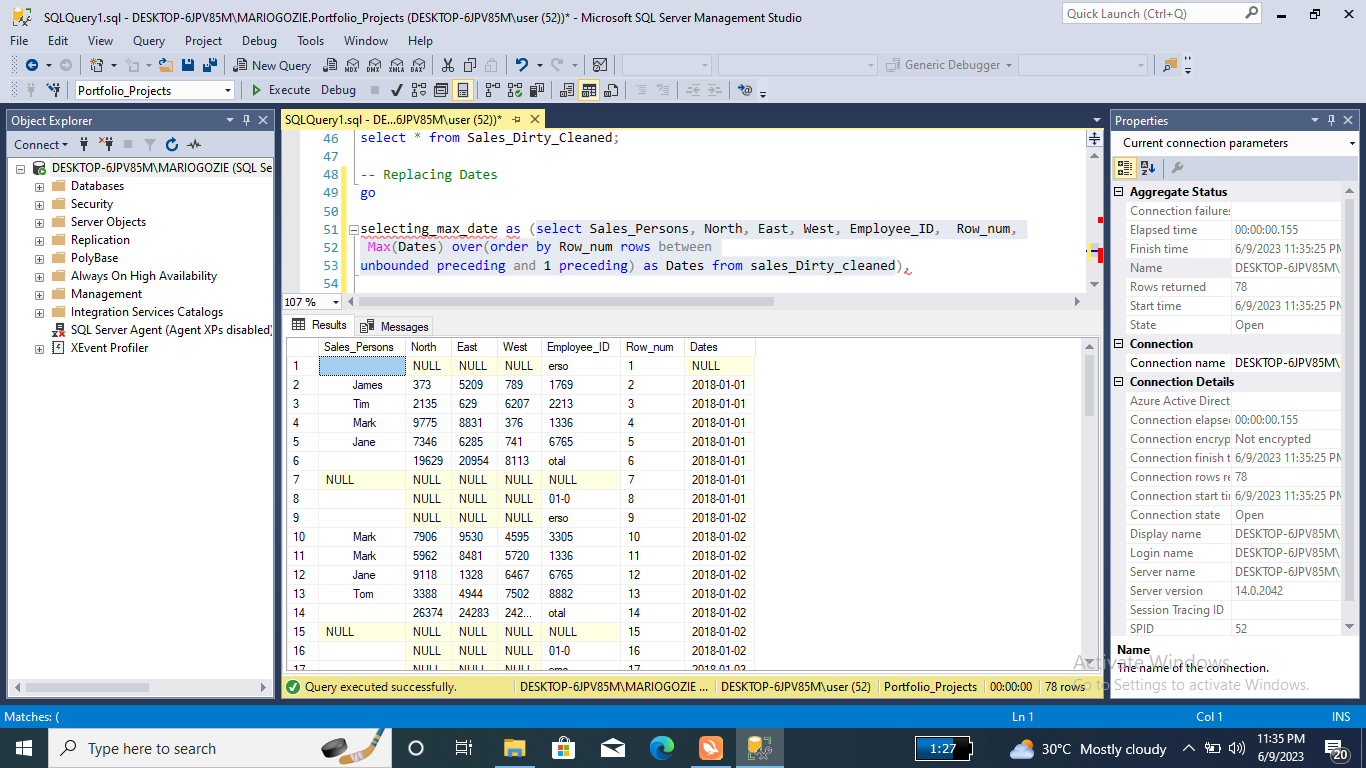 SQLQuery1.sql - DESKTOP-6JPV85M\MARIOGOZIE.Portfolio_Projects (DESKTOP-6JPV85M\user (52))* - Microsoft SQL Server Management Studio
Quick Launch (Ctrl+Q)
File Edit View Query Project Debug Tools Window Help
New Query MDX DMX XMLA DAX Generic Debugger
Portfolio_Projects Execute Debug
Object Explorer
Connect
DESKTOP-6JPV85M\MARIOGOZIE (SQL Se
Databases
Security
Server Objects
Replication
PolyBase
Always On High Availability
Management
Integration Services Catalogs
SQL Server Agent (Agent XPs disabled)
XEvent Profiler
SQLQuery1.sql - DE...6JPV85M\user (52))*
46 select * from Sales_Dirty_Cleaned;
47
48 -- Replacing Dates
49 go
50
51 selecting_max_date as (select Sales_Persons, North, East, West, Employee_ID, Row_num,
52 Max(Dates) over(order by Row_num rows between
53 unbounded preceding and 1 preceding) as Dates from sales_Dirty_cleaned),
54
107 %
Results Messages
Sales_Persons North East West Employee_ID Row_num Dates
1 NULL NULL NULL erso 1 NULL
2 James 373 5209 789 1769 2 2018-01-01
3 Tim 2135 629 6207 2213 3 2018-01-01
4 Mark 9775 8831 376 1336 4 2018-01-01
5 Jane 7346 6285 741 6765 5 2018-01-01
6 19629 20954 8113 otal 6 2018-01-01
7 NULL NULL NULL NULL NULL 7 2018-01-01
8 NULL NULL NULL 01-0 8 2018-01-01
9 NULL NULL NULL erso 9 2018-01-02
10 Mark 7906 9530 4595 3305 10 2018-01-02
11 Mark 5962 8481 5720 1336 11 2018-01-02
12 Jane 9118 1328 6467 6765 12 2018-01-02
13 Tom 3388 4944 7502 8882 13 2018-01-02
14 26374 24283 242... otal 14 2018-01-02
15 NULL NULL NULL NULL NULL 15 2018-01-02
16 NULL NULL NULL 01-0 16 2018-01-02
17 NULL NULL NULL erso 17 2018-01-03
Query executed successfully. DESKTOP-6JPV85M\MARIOGOZIE ... DESKTOP-6JPV85M\user (52) Portfolio_Projects 00:00:00 78 rows
Properties
Current connection parameters
Aggregate Status
Connection failures
Elapsed time 00:00:00.155
Finish time 6/9/2023 11:35:25 PM
Name DESKTOP-6JPV85M\
Rows returned 78
Start time 6/9/2023 11:35:25 PM
State Open
Connection
Connection name DESKTOP-6JPV85M\
Connection Details
Azure Active Direct
Connection elapse 00:00:00.155
Connection encryp Not encrypted
Connection finish t 6/9/2023 11:35:25 PM
Connection rows re 78
Connection start ti 6/9/2023 11:35:25 PM
Connection state Open
Display name DESKTOP-6JPV85M\
Login name DESKTOP-6JPV85M\
Server name DESKTOP-6JPV85M\
Server version 14.0.2042
Session Tracing ID
SPID 52
Name
The name of the connection.
Activate Windows
Go to Settings to activate Windows.
Matches: ( Ln 1 Col 1 INS
Type here to search
1:27
30°C Mostly cloudy
11:35 PM
6/9/2023
20